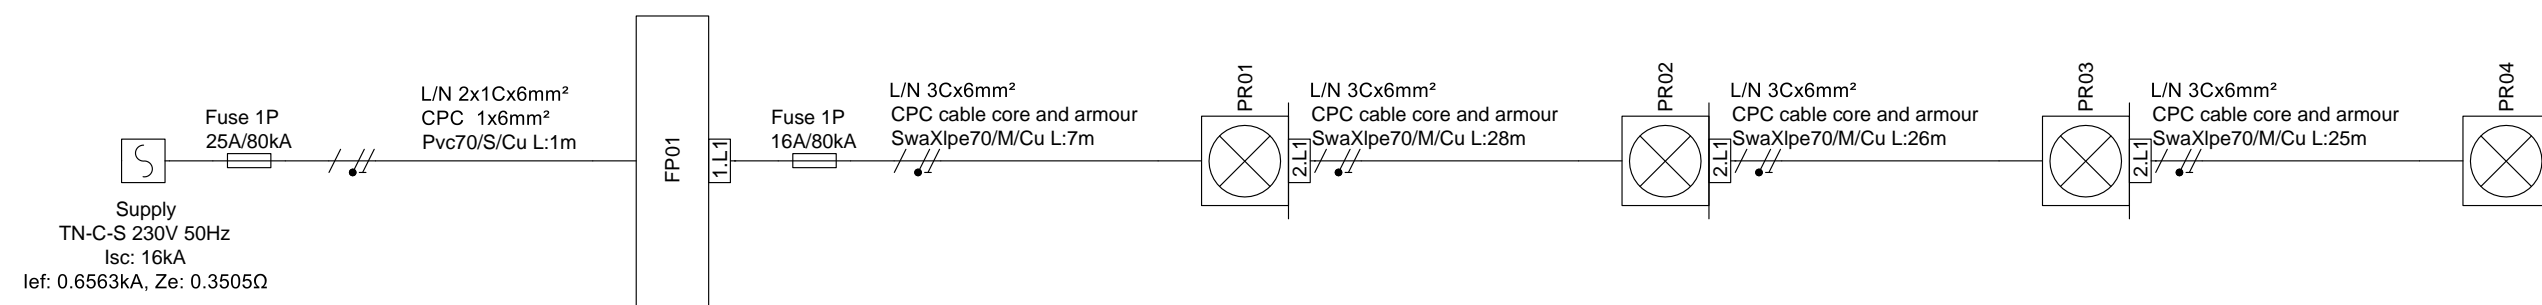 Fuse 1P
25A/80kA
Supply
TN-C-S 230V 50Hz
Isc: 16kA
Ief: 0.6563kA, Ze: 0.3505Ω
L/N 2x1Cx6mm²
CPC  1x6mm²
Pvc70/S/Cu L:1m
FP01
1.L1
Fuse 1P
16A/80kA
L/N 3Cx6mm²
CPC cable core and armour
SwaXlpe70/M/Cu L:7m
PR01
2.L1
L/N 3Cx6mm²
CPC cable core and armour
SwaXlpe70/M/Cu L:28m
PR02
2.L1
L/N 3Cx6mm²
CPC cable core and armour
SwaXlpe70/M/Cu L:26m
PR03
2.L1
L/N 3Cx6mm²
CPC cable core and armour
SwaXlpe70/M/Cu L:25m
PR04